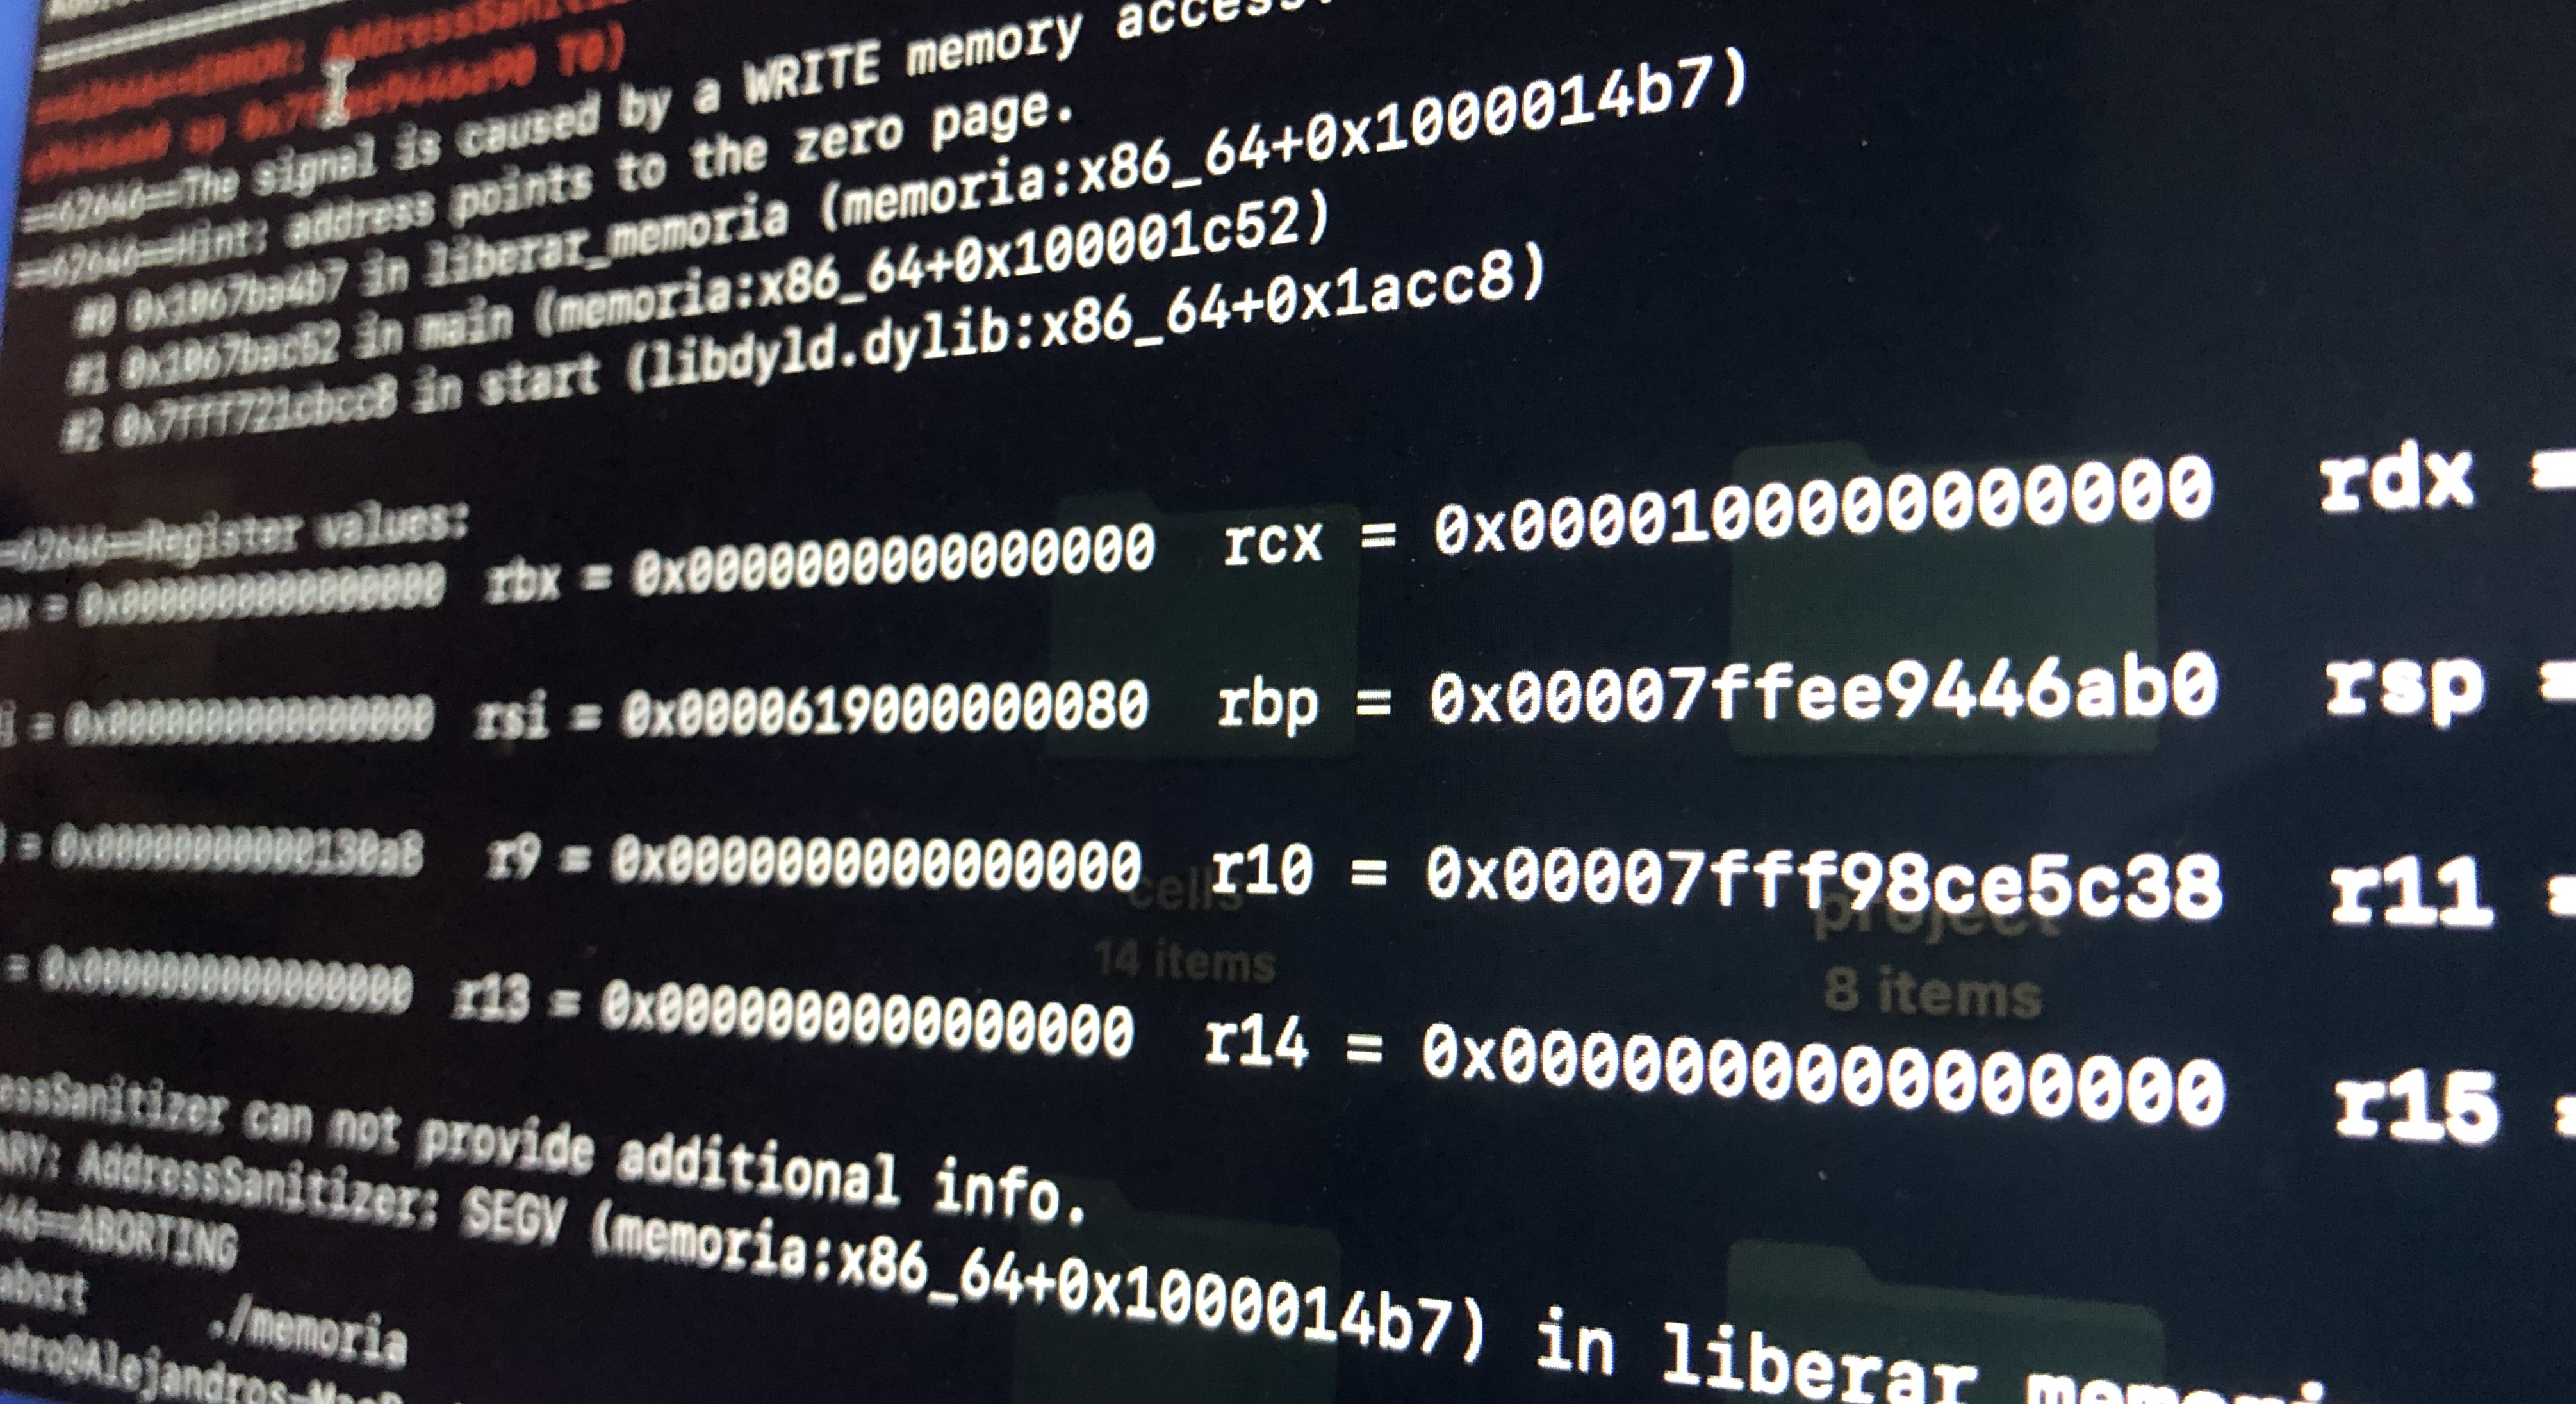 ==62646==ERROR: AddressSaniti
sp 0x7ffee9446a90 T0)
==62646==The signal is caused by a WRITE memory access.
==62646==Hint: address points to the zero page.
#0 0x1067ba4b7 in liberar_memoria (memoria:x86_64+0x1000014b7)
#1 0x1067bac52 in main (memoria:x86_64+0x100001c52)
#2 0x7fff721cbcc8 in start (libdyld.dylib:x86_64+0x1acc8)
==62646==Register values:
ax = 0x0000000000000000 rbx = 0x0000000000000000 rcx = 0x0000100000000000 rdx =
i = 0x0000000000000000 rsi = 0x0000619000000080 rbp = 0x00007ffee9446ab0 rsp =
= 0x00000000000130a8 r9 = 0x0000000000000000 r10 = 0x00007fff98ce5c38 r11 =
cells
project
14 items
8 items
= 0x0000000000000000 r13 = 0x0000000000000000 r14 = 0x0000000000000000 r15 =
essSanitizer can not provide additional info.
ARY: AddressSanitizer: SEGV (memoria:x86_64+0x1000014b7) in liberar_memori
46==ABORTING
abort ./memoria
ndro@Alejandros-MacB